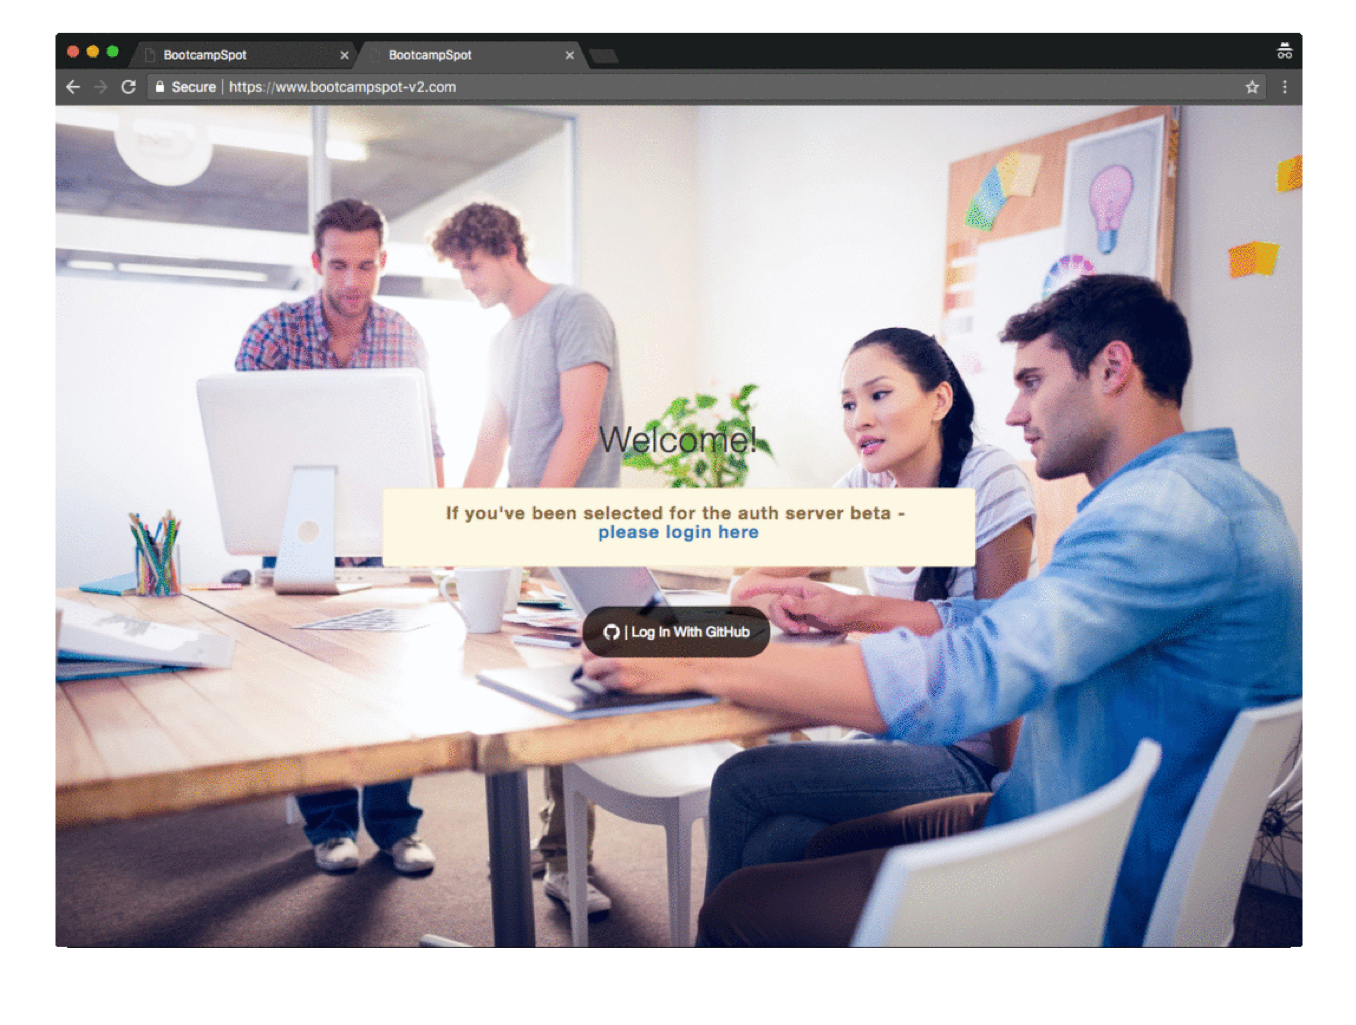 BootcampSpot
BootcampSpot
Secure | https://www.bootcampspot-v2.com
Welcome!
If you've been selected for the auth server beta -
please login here
| Log In With GitHub